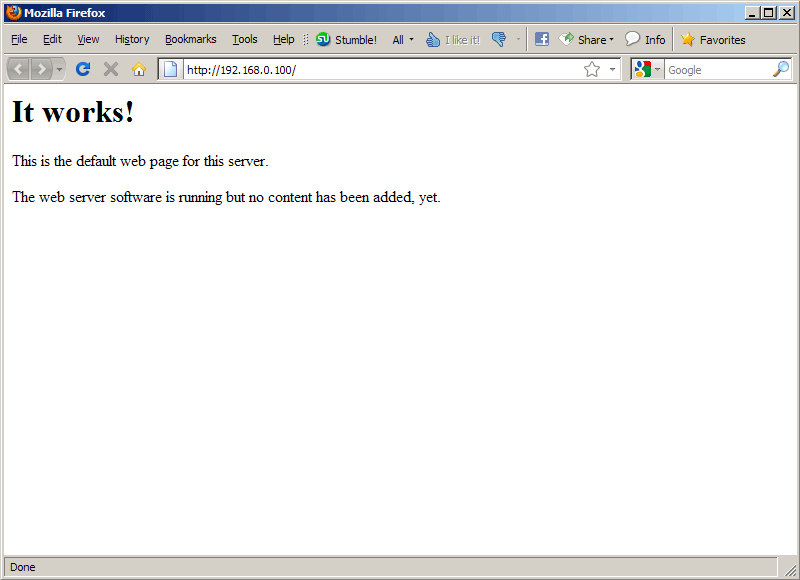 Mozilla Firefox
File Edit View History Bookmarks Tools Help Stumble! All I like it! Share Info Favorites
http://192.168.0.100/ Google
It works!
This is the default web page for this server.
The web server software is running but no content has been added, yet.
Done